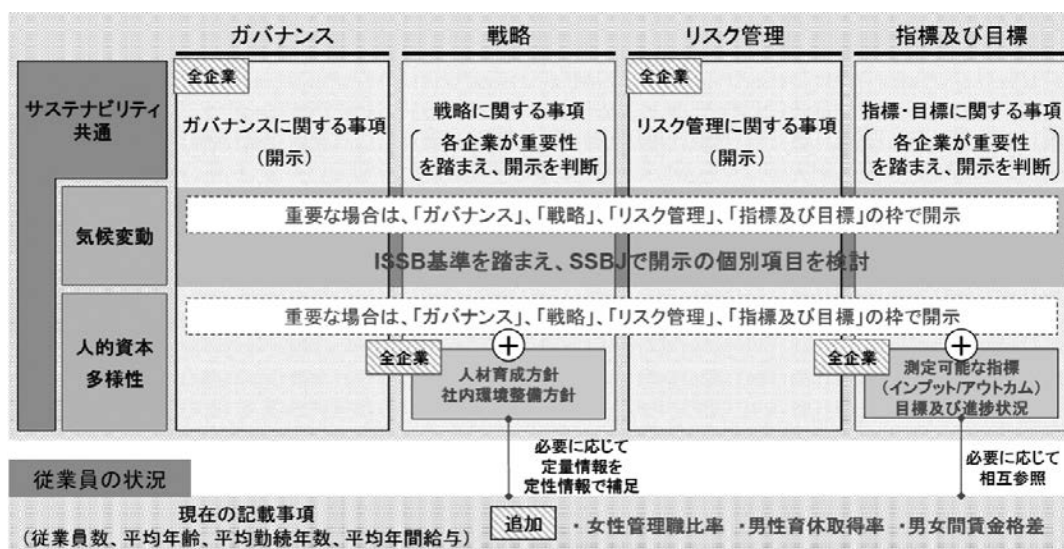 ガバナンス
戦略
リスク管理
指標及び目標
サステナビリティ
共通
全企業
ガバナンスに関する事項
(開示)
戦略に関する事項
各企業が重要性
を踏まえ、開示を判断
全企業
リスク管理に関する事項
(開示)
指標・目標に関する事項
各企業が重要性
を踏まえ、開示を判断
気候変動
重要な場合は、「ガバナンス」、「戦略」、「リスク管理」、「指標及び目標」の枠で開示
ISSB基準を踏まえ、SSBJで開示の個別項目を検討
人的資本
多様性
重要な場合は、「ガバナンス」、「戦略」、「リスク管理」、「指標及び目標」の枠で開示
全企業
+
人材育成方針
社内環境整備方針
全企業
+
測定可能な指標
(インプット/アウトカム)
目標及び進捗状況
必要に応じて
定量情報を
定性情報で補足
必要に応じて
相互参照
従業員の状況
現在の記載事項
(従業員数、平均年齢、平均勤続年数、平均年間給与)
追加
・女性管理職比率 ・男性育休取得率 ・男女間賃金格差